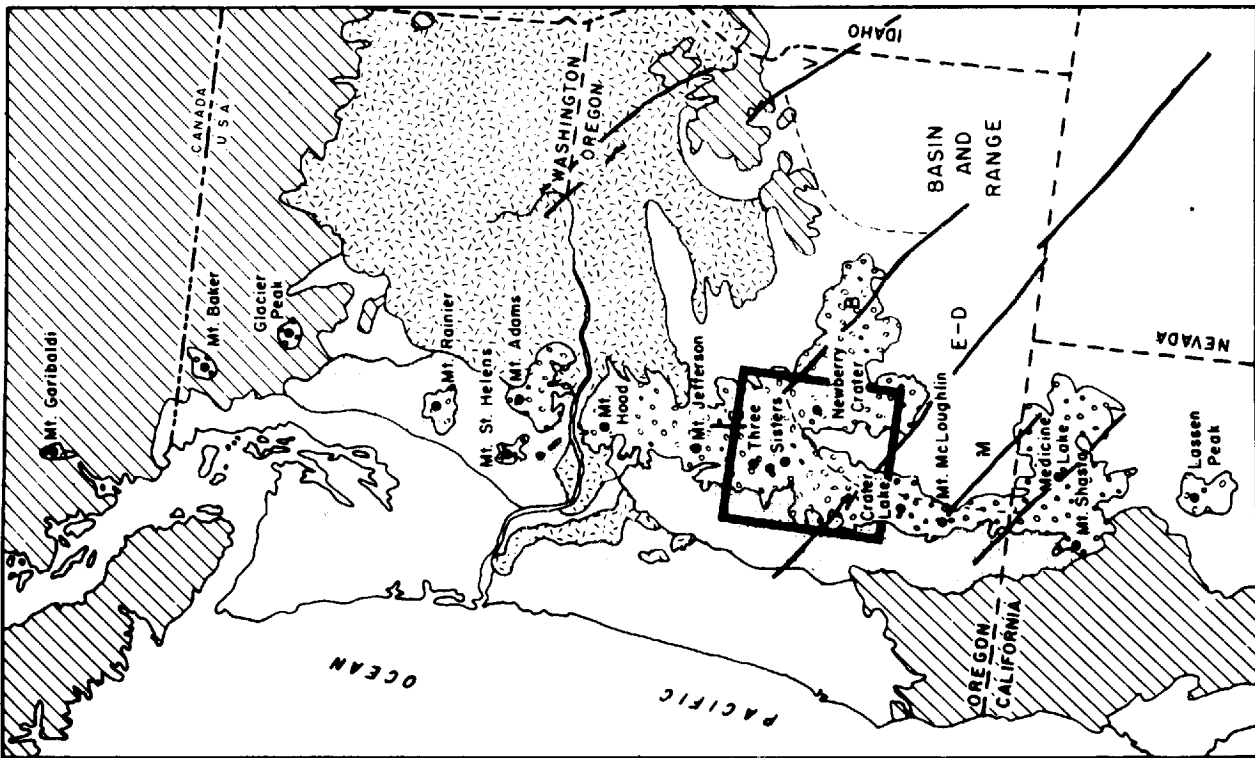 CANADA
USA
Mt. Garibaldi
Mt. Baker
Glacier
Peak
Mt. Rainier
Mt. St. Helens
Mt. Adams
WASHINGTON
OREGON
IDAHO
V
Mt.
Hood
Mt. Jefferson
Three
Sisters
Newberry
Crater
B
BASIN
AND
RANGE
E-D
Crater
Lake
Mt. McLoughlin
M
Medicine
Lake
Mt. Shasta
Lassen
Peak
OREGON
CALIFORNIA
NEVADA
PACIFIC
OCEAN